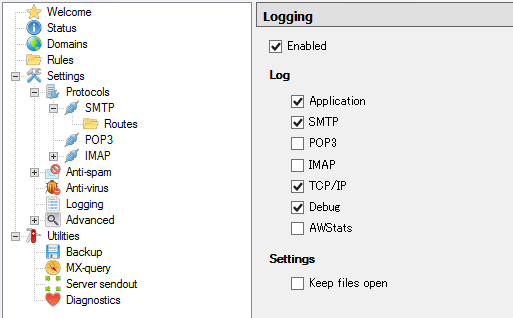 Welcome
Status
Domains
Rules
Settings
Protocols
SMTP
Routes
POP3
IMAP
Anti-spam
Anti-virus
Logging
Advanced
Utilities
Backup
MX-query
Server sendout
Diagnostics
Logging
Enabled
Log
Application
SMTP
POP3
IMAP
TCP/IP
Debug
AWStats
Settings
Keep files open